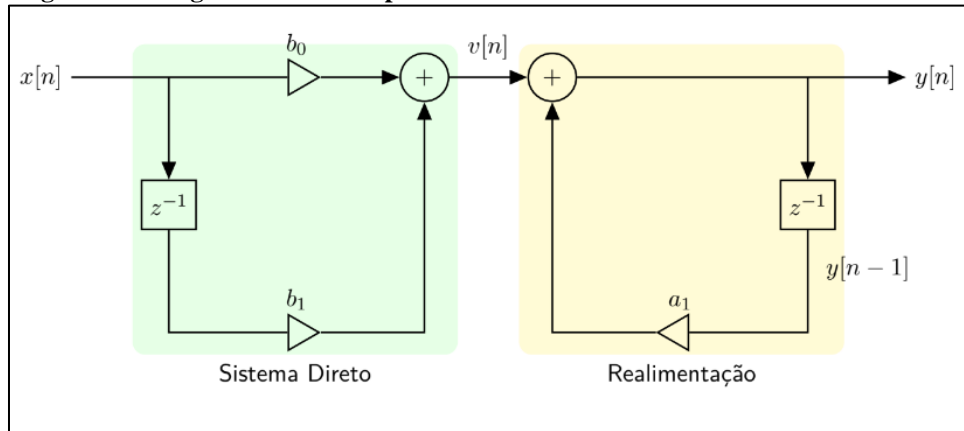 b₀
v[n]
x[n]
+
+
y[n]
z⁻¹
z⁻¹
y[n − 1]
b₁
a₁
Sistema Direto
Realimentação